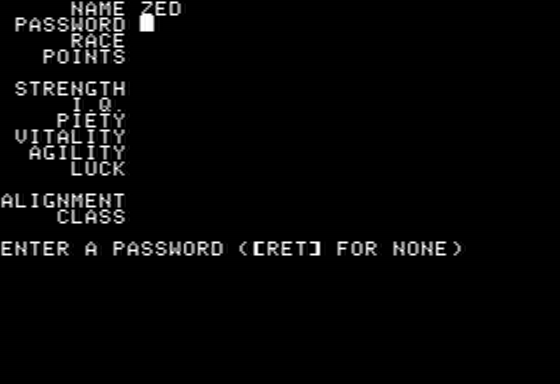 NAME ZED
PASSWORD
RACE
POINTS
STRENGTH
I.Q.
PIETY
VITALITY
AGILITY
LUCK
ALIGNMENT
CLASS
ENTER A PASSWORD ([RET] FOR NONE)